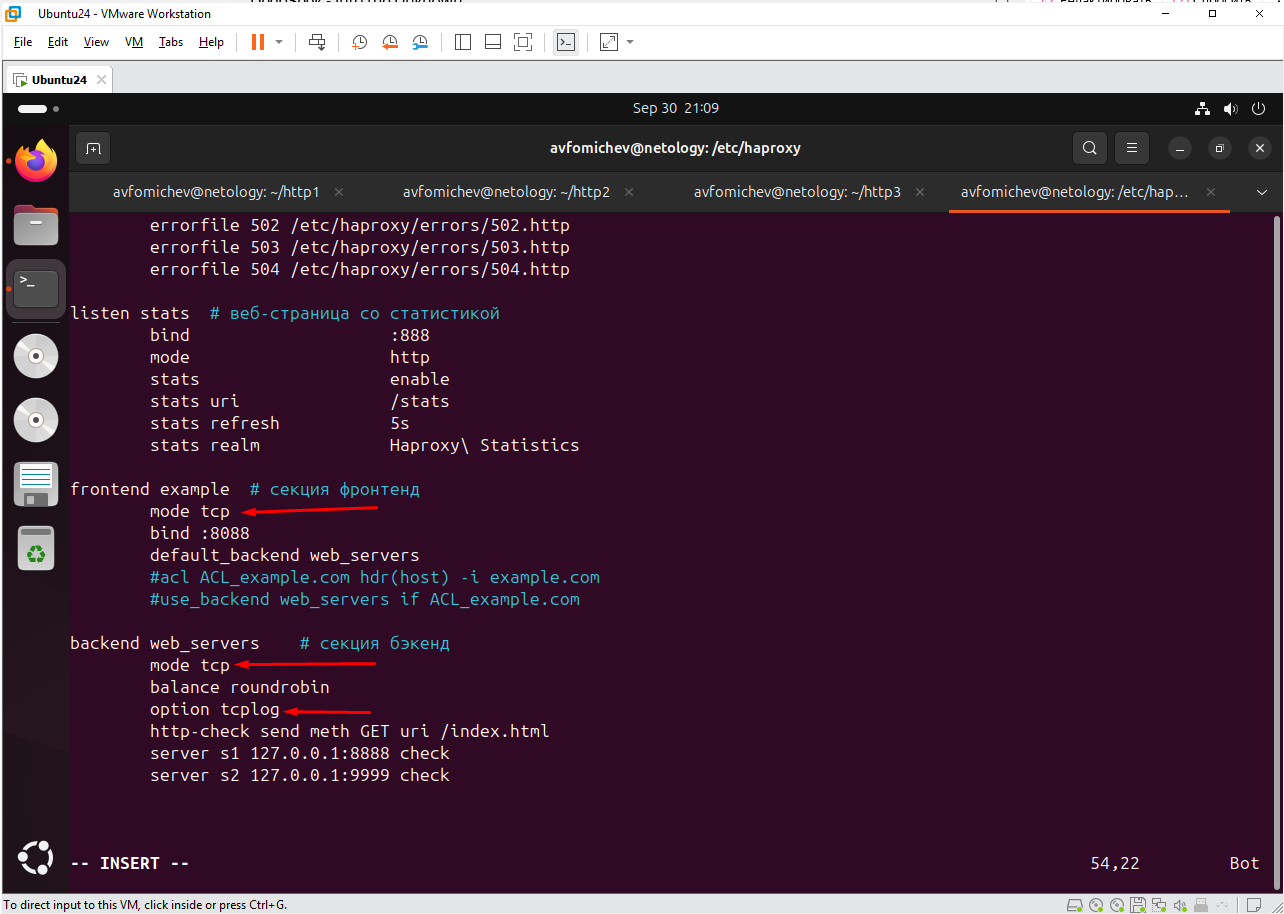 Ubuntu24 - VMware Workstation
File Edit View VM Tabs Help
Ubuntu24
Sep 30 21:09
avfomichev@netology: /etc/haproxy
avfomichev@netology: ~/http1
avfomichev@netology: ~/http2
avfomichev@netology: ~/http3
avfomichev@netology: /etc/hap...
errorfile 502 /etc/haproxy/errors/502.http
errorfile 503 /etc/haproxy/errors/503.http
errorfile 504 /etc/haproxy/errors/504.http
listen stats # веб-страница со статистикой
bind :888
mode http
stats enable
stats uri /stats
stats refresh 5s
stats realm Haproxy\ Statistics
frontend example # секция фронтенд
mode tcp
bind :8088
default_backend web_servers
#acl ACL_example.com hdr(host) -i example.com
#use_backend web_servers if ACL_example.com
backend web_servers # секция бэкенд
mode tcp
balance roundrobin
option tcplog
http-check send meth GET uri /index.html
server s1 127.0.0.1:8888 check
server s2 127.0.0.1:9999 check
-- INSERT -- 54,22 Bot
To direct input to this VM, click inside or press Ctrl+G.